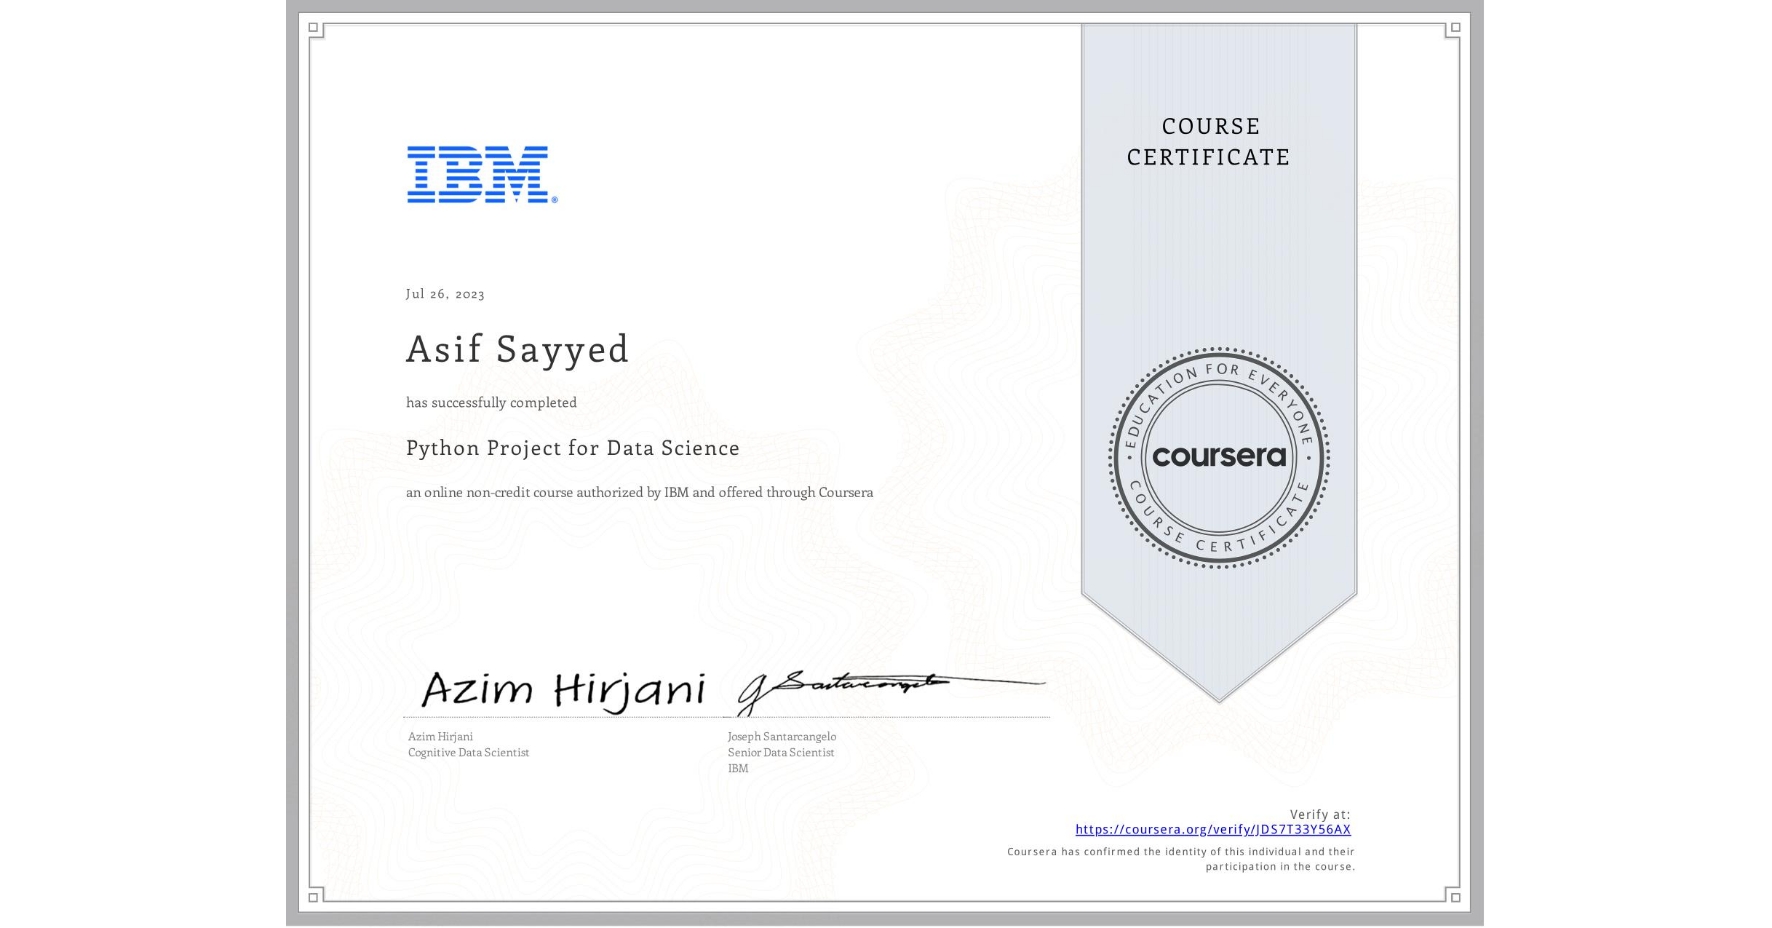 COURSE
CERTIFICATE
IBM®
Jul 26, 2023
Asif Sayyed
has successfully completed
Python Project for Data Science
an online non-credit course authorized by IBM and offered through Coursera
EDUCATION FOR EVERYONE
coursera
COURSE CERTIFICATE
Azim Hirjani
J Santarcangelo
Azim Hirjani
Cognitive Data Scientist
Joseph Santarcangelo
Senior Data Scientist
IBM
Verify at:
https://coursera.org/verify/JDS7T33Y56AX
Coursera has confirmed the identity of this individual and their
participation in the course.